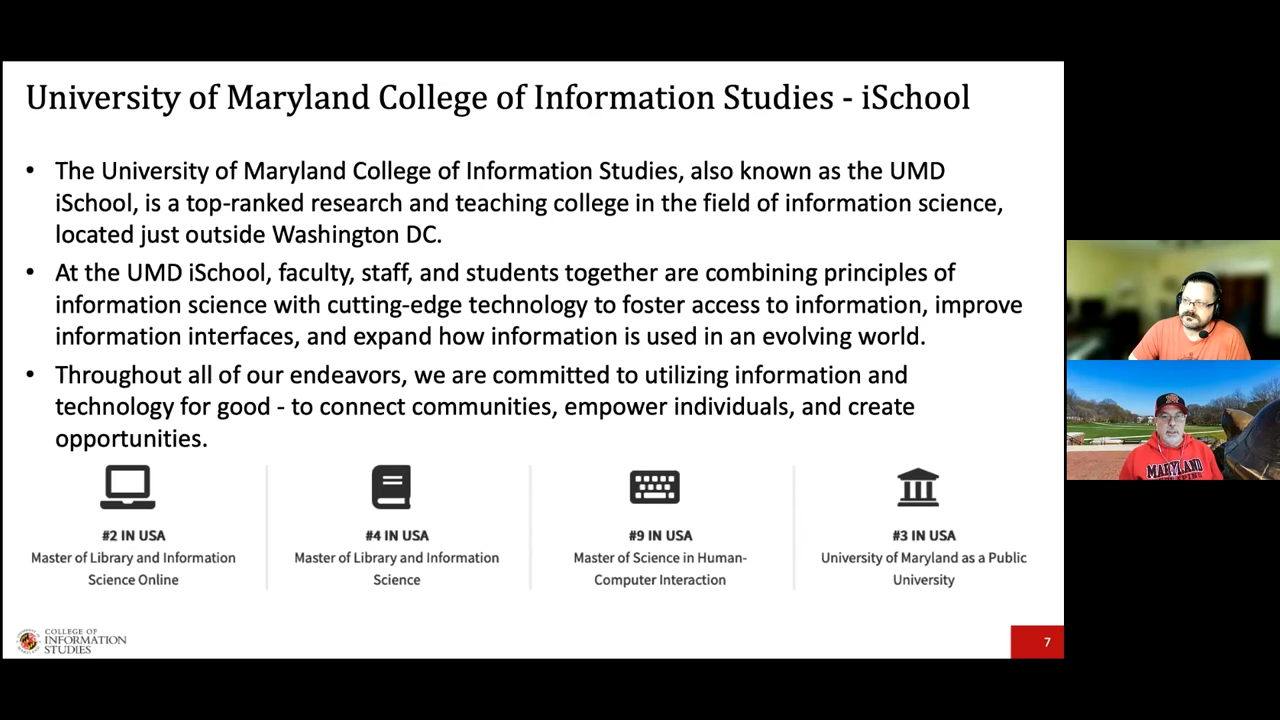 University of Maryland College of Information Studies - iSchool
• The University of Maryland College of Information Studies, also known as the UMD
iSchool, is a top-ranked research and teaching college in the field of information science,
located just outside Washington DC.
• At the UMD iSchool, faculty, staff, and students together are combining principles of
information science with cutting-edge technology to foster access to information, improve
information interfaces, and expand how information is used in an evolving world.
• Throughout all of our endeavors, we are committed to utilizing information and
technology for good - to connect communities, empower individuals, and create
opportunities.
#2 IN USA
Master of Library and Information
Science Online
#4 IN USA
Master of Library and Information
Science
#9 IN USA
Master of Science in Human-
Computer Interaction
#3 IN USA
University of Maryland as a Public
University
COLLEGE OF
INFORMATION
STUDIES
7
MARYLAND